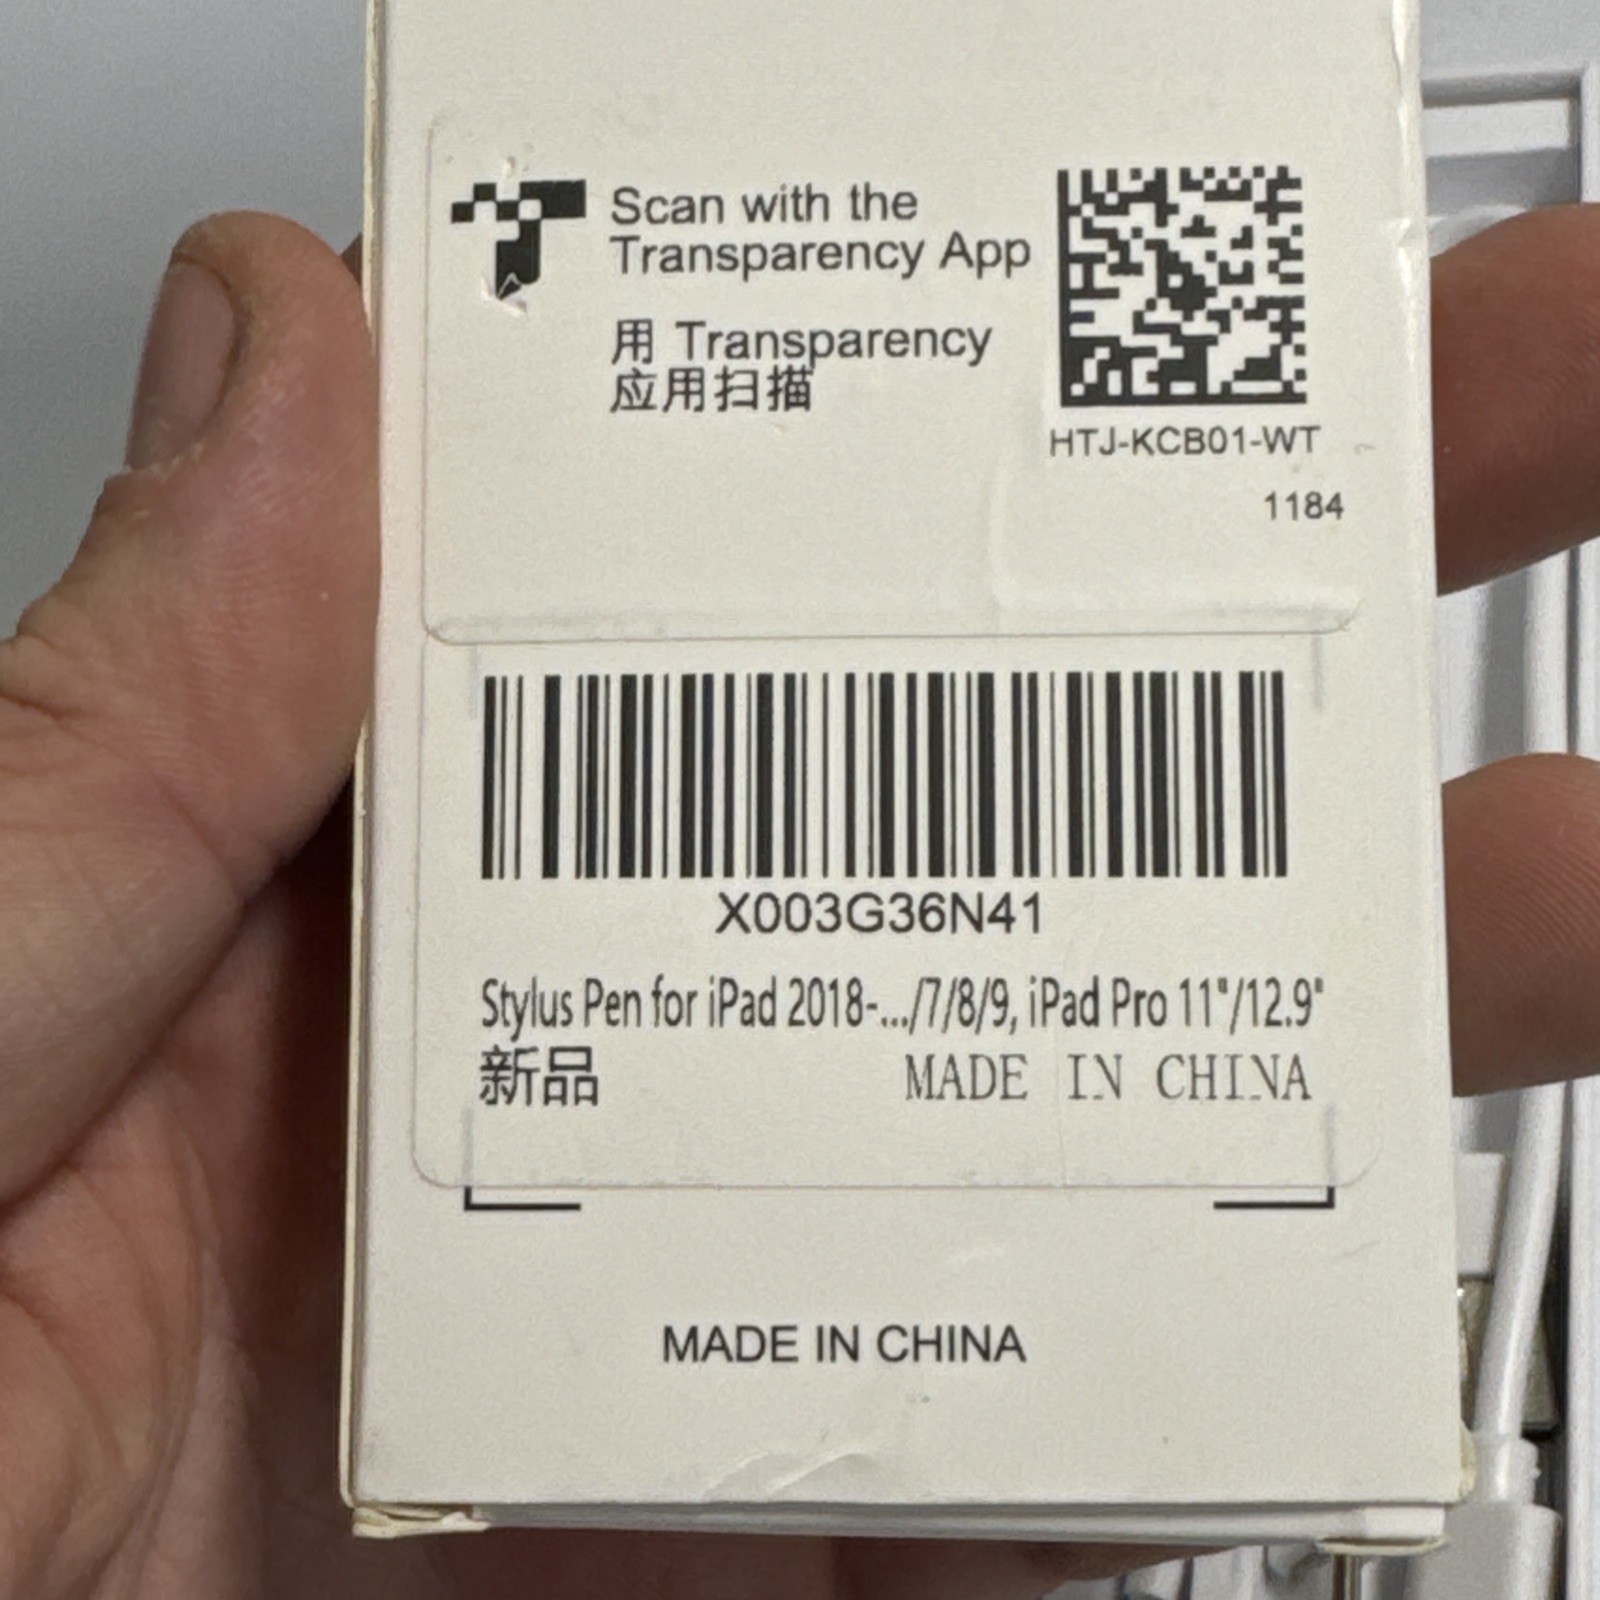 Scan with the
Transparency App
用 Transparency
应用扫描
HTJ-KCB01-WT
1184
X003G36N41
Stylus Pen for iPad 2018-.../7/8/9, iPad Pro 11"/12.9"
新品
MADE IN CHINA
MADE IN CHINA